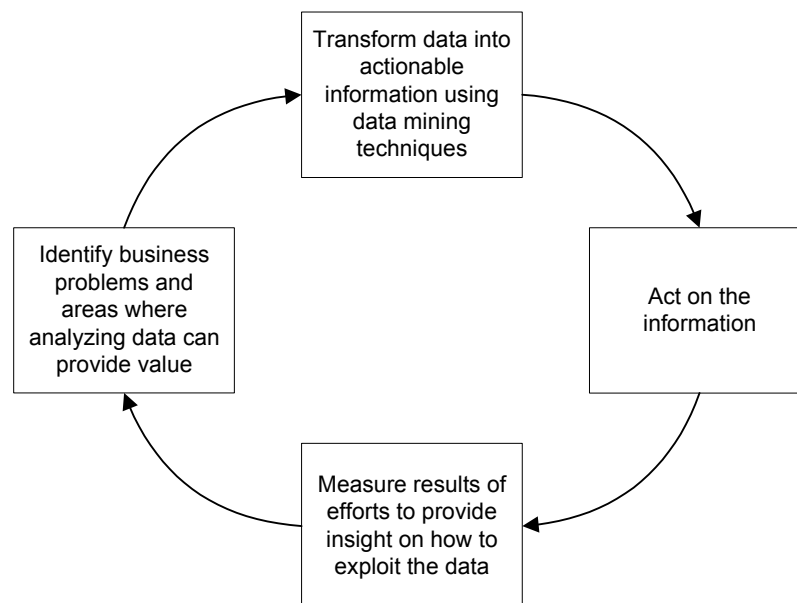 Transform data into
actionable
information using
data mining
techniques
Identify business
problems and
areas where
analyzing data can
provide value
Act on the
information
Measure results of
efforts to provide
insight on how to
exploit the data